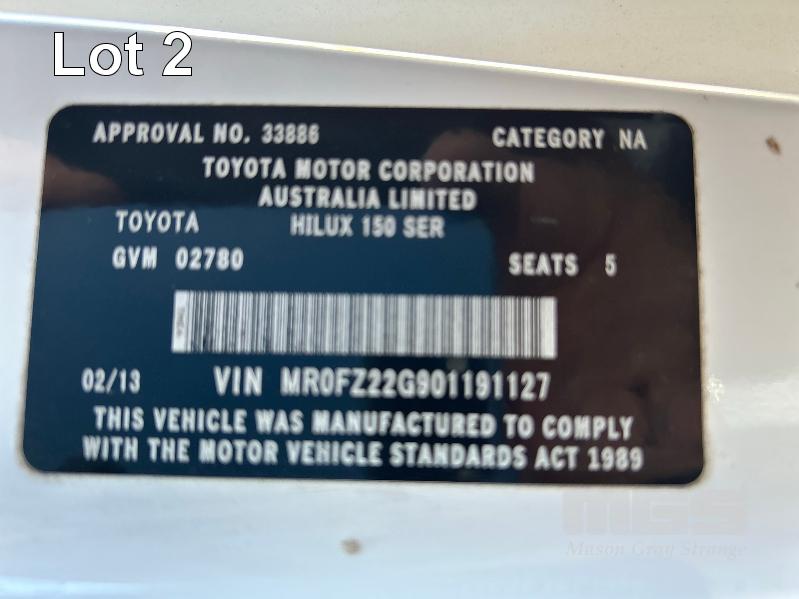 Lot 2
APPROVAL NO. 33886 CATEGORY NA
TOYOTA MOTOR CORPORATION
AUSTRALIA LIMITED
TOYOTA HILUX 150 SER
GVM 02780 SEATS 5
02/13 VIN MR0FZ22G901191127
THIS VEHICLE WAS MANUFACTURED TO COMPLY
WITH THE MOTOR VEHICLE STANDARDS ACT 1989
MGS
Mason Gray Strange